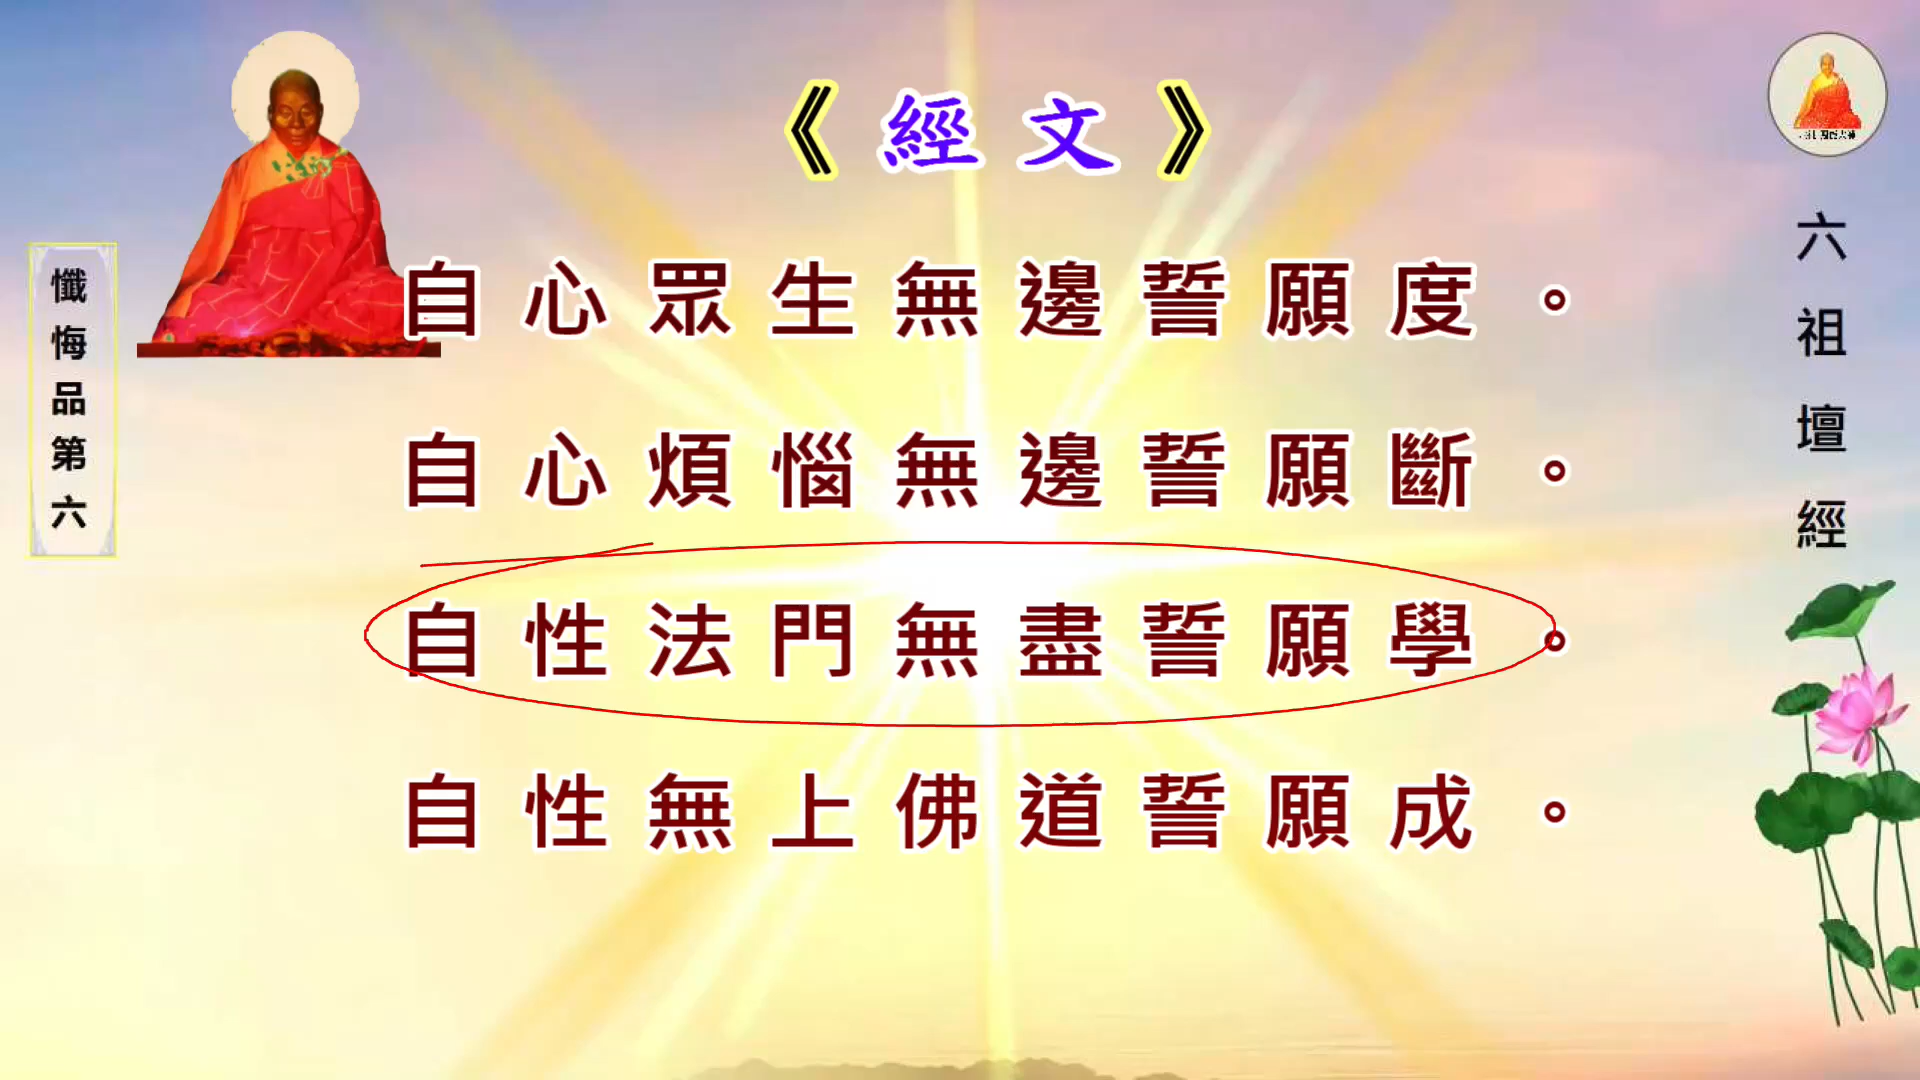 《經文》
自心眾生無邊誓願度。
自心煩惱無邊誓願斷。
自性法門無盡誓願學。
自性無上佛道誓願成。
懺悔品第六
六祖壇經